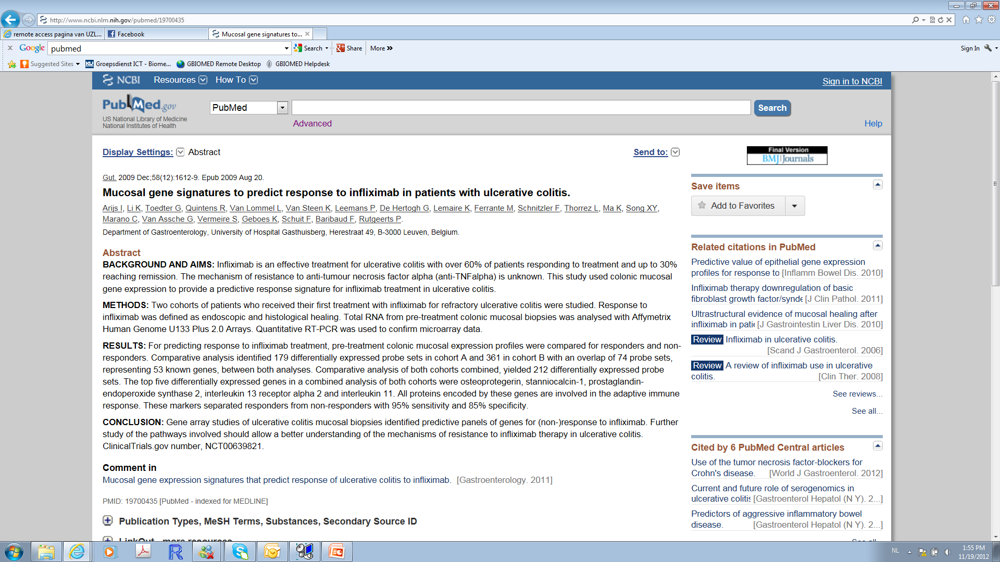 http://www.ncbi.nlm.nih.gov/pubmed/19700435
remote access pagina van UZL...
Facebook
Mucosal gene signatures to...
Google
pubmed
Search
Share
More
Sign In
Suggested Sites
Groepsdienst ICT - Biome...
GBIOMED Remote Desktop
GBIOMED Helpdesk
NCBI
Resources
How To
Sign in to NCBI
PubMed.gov
US National Library of Medicine
National Institutes of Health
PubMed
Search
Advanced
Help
Display Settings:
Abstract
Send to:
Gut. 2009 Dec;58(12):1612-9. Epub 2009 Aug 20.
Mucosal gene signatures to predict response to infliximab in patients with ulcerative colitis.
Arijs I, Li K, Toedter G, Quintens R, Van Lommel L, Van Steen K, Leemans P, De Hertogh G, Lemaire K, Ferrante M, Schnitzler F, Thorrez L, Ma K, Song XY,
Marano C, Van Assche G, Vermeire S, Geboes K, Schuit F, Baribaud F, Rutgeerts P.
Department of Gastroenterology, University of Hospital Gasthuisberg, Herestraat 49, B-3000 Leuven, Belgium.
Abstract
BACKGROUND AND AIMS: Infliximab is an effective treatment for ulcerative colitis with over 60% of patients responding to treatment and up to 30%
reaching remission. The mechanism of resistance to anti-tumour necrosis factor alpha (anti-TNFalpha) is unknown. This study used colonic mucosal
gene expression to provide a predictive response signature for infliximab treatment in ulcerative colitis.
METHODS: Two cohorts of patients who received their first treatment with infliximab for refractory ulcerative colitis were studied. Response to
infliximab was defined as endoscopic and histological healing. Total RNA from pre-treatment colonic mucosal biopsies was analysed with Affymetrix
Human Genome U133 Plus 2.0 Arrays. Quantitative RT-PCR was used to confirm microarray data.
RESULTS: For predicting response to infliximab treatment, pre-treatment colonic mucosal expression profiles were compared for responders and non-
responders. Comparative analysis identified 179 differentially expressed probe sets in cohort A and 361 in cohort B with an overlap of 74 probe sets,
representing 53 known genes, between both analyses. Comparative analysis of both cohorts combined, yielded 212 differentially expressed probe
sets. The top five differentially expressed genes in a combined analysis of both cohorts were osteoprotegerin, stanniocalcin-1, prostaglandin-
endoperoxide synthase 2, interleukin 13 receptor alpha 2 and interleukin 11. All proteins encoded by these genes are involved in the adaptive immune
response. These markers separated responders from non-responders with 95% sensitivity and 85% specificity.
CONCLUSION: Gene array studies of ulcerative colitis mucosal biopsies identified predictive panels of genes for (non-)response to infliximab. Further
study of the pathways involved should allow a better understanding of the mechanisms of resistance to infliximab therapy in ulcerative colitis.
ClinicalTrials.gov number, NCT00639821.
Comment in
Mucosal gene expression signatures that predict response of ulcerative colitis to infliximab. [Gastroenterology. 2011]
PMID: 19700435 [PubMed - indexed for MEDLINE]
Publication Types, MeSH Terms, Substances, Secondary Source ID
LinkOut - more resources
Final Version
BMJ|Journals
Save items
Add to Favorites
Related citations in PubMed
Predictive value of epithelial gene expression
profiles for response to [Inflamm Bowel Dis. 2010]
Infliximab therapy downregulation of basic
fibroblast growth factor/synde [J Clin Pathol. 2011]
Ultrastructural evidence of mucosal healing after
infliximab in patie [J Gastrointestin Liver Dis. 2010]
Review Infliximab in ulcerative colitis.
[Scand J Gastroenterol. 2006]
Review A review of infliximab use in ulcerative
colitis. [Clin Ther. 2008]
See reviews...
See all...
Cited by 6 PubMed Central articles
Use of the tumor necrosis factor-blockers for
Crohn's disease. [World J Gastroenterol. 2012]
Current and future role of serogenomics in
ulcerative colitis [Gastroenterol Hepatol (N Y). 2...]
Predictors of aggressive inflammatory bowel
disease. [Gastroenterol Hepatol (N Y). 2...]
See all...
NL
1:55 PM
11/19/2012